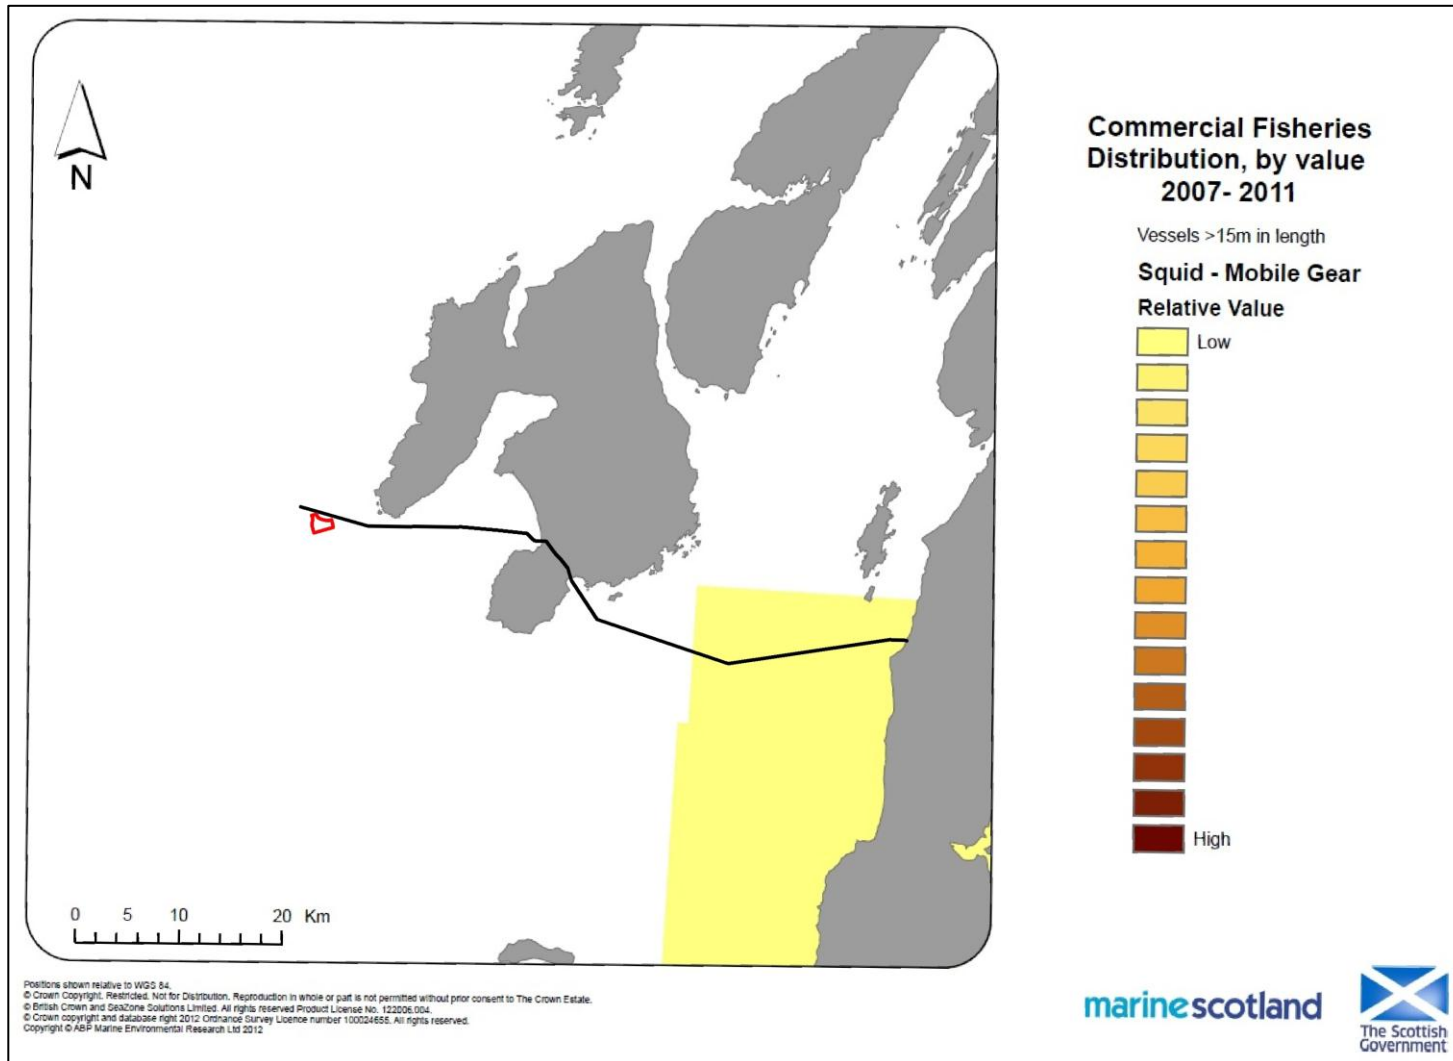 N
Commercial Fisheries
Distribution, by value
2007- 2011
Vessels >15m in length
Squid - Mobile Gear
Relative Value
Low
High
0 5 10 20 Km
Positions shown relative to WGS 84.
© Crown Copyright. Restricted. Not for Distribution. Reproduction in whole or part is not permitted without prior consent to The Crown Estate.
© British Crown and SeaZone Solutions Limited. All rights reserved Product License No. 122006.004.
© Crown copyright and database right 2012 Ordnance Survey Licence number 100024655. All rights reserved.
Copyright © ABP Marine Environmental Research Ltd 2012
marinescotland
The Scottish
Government